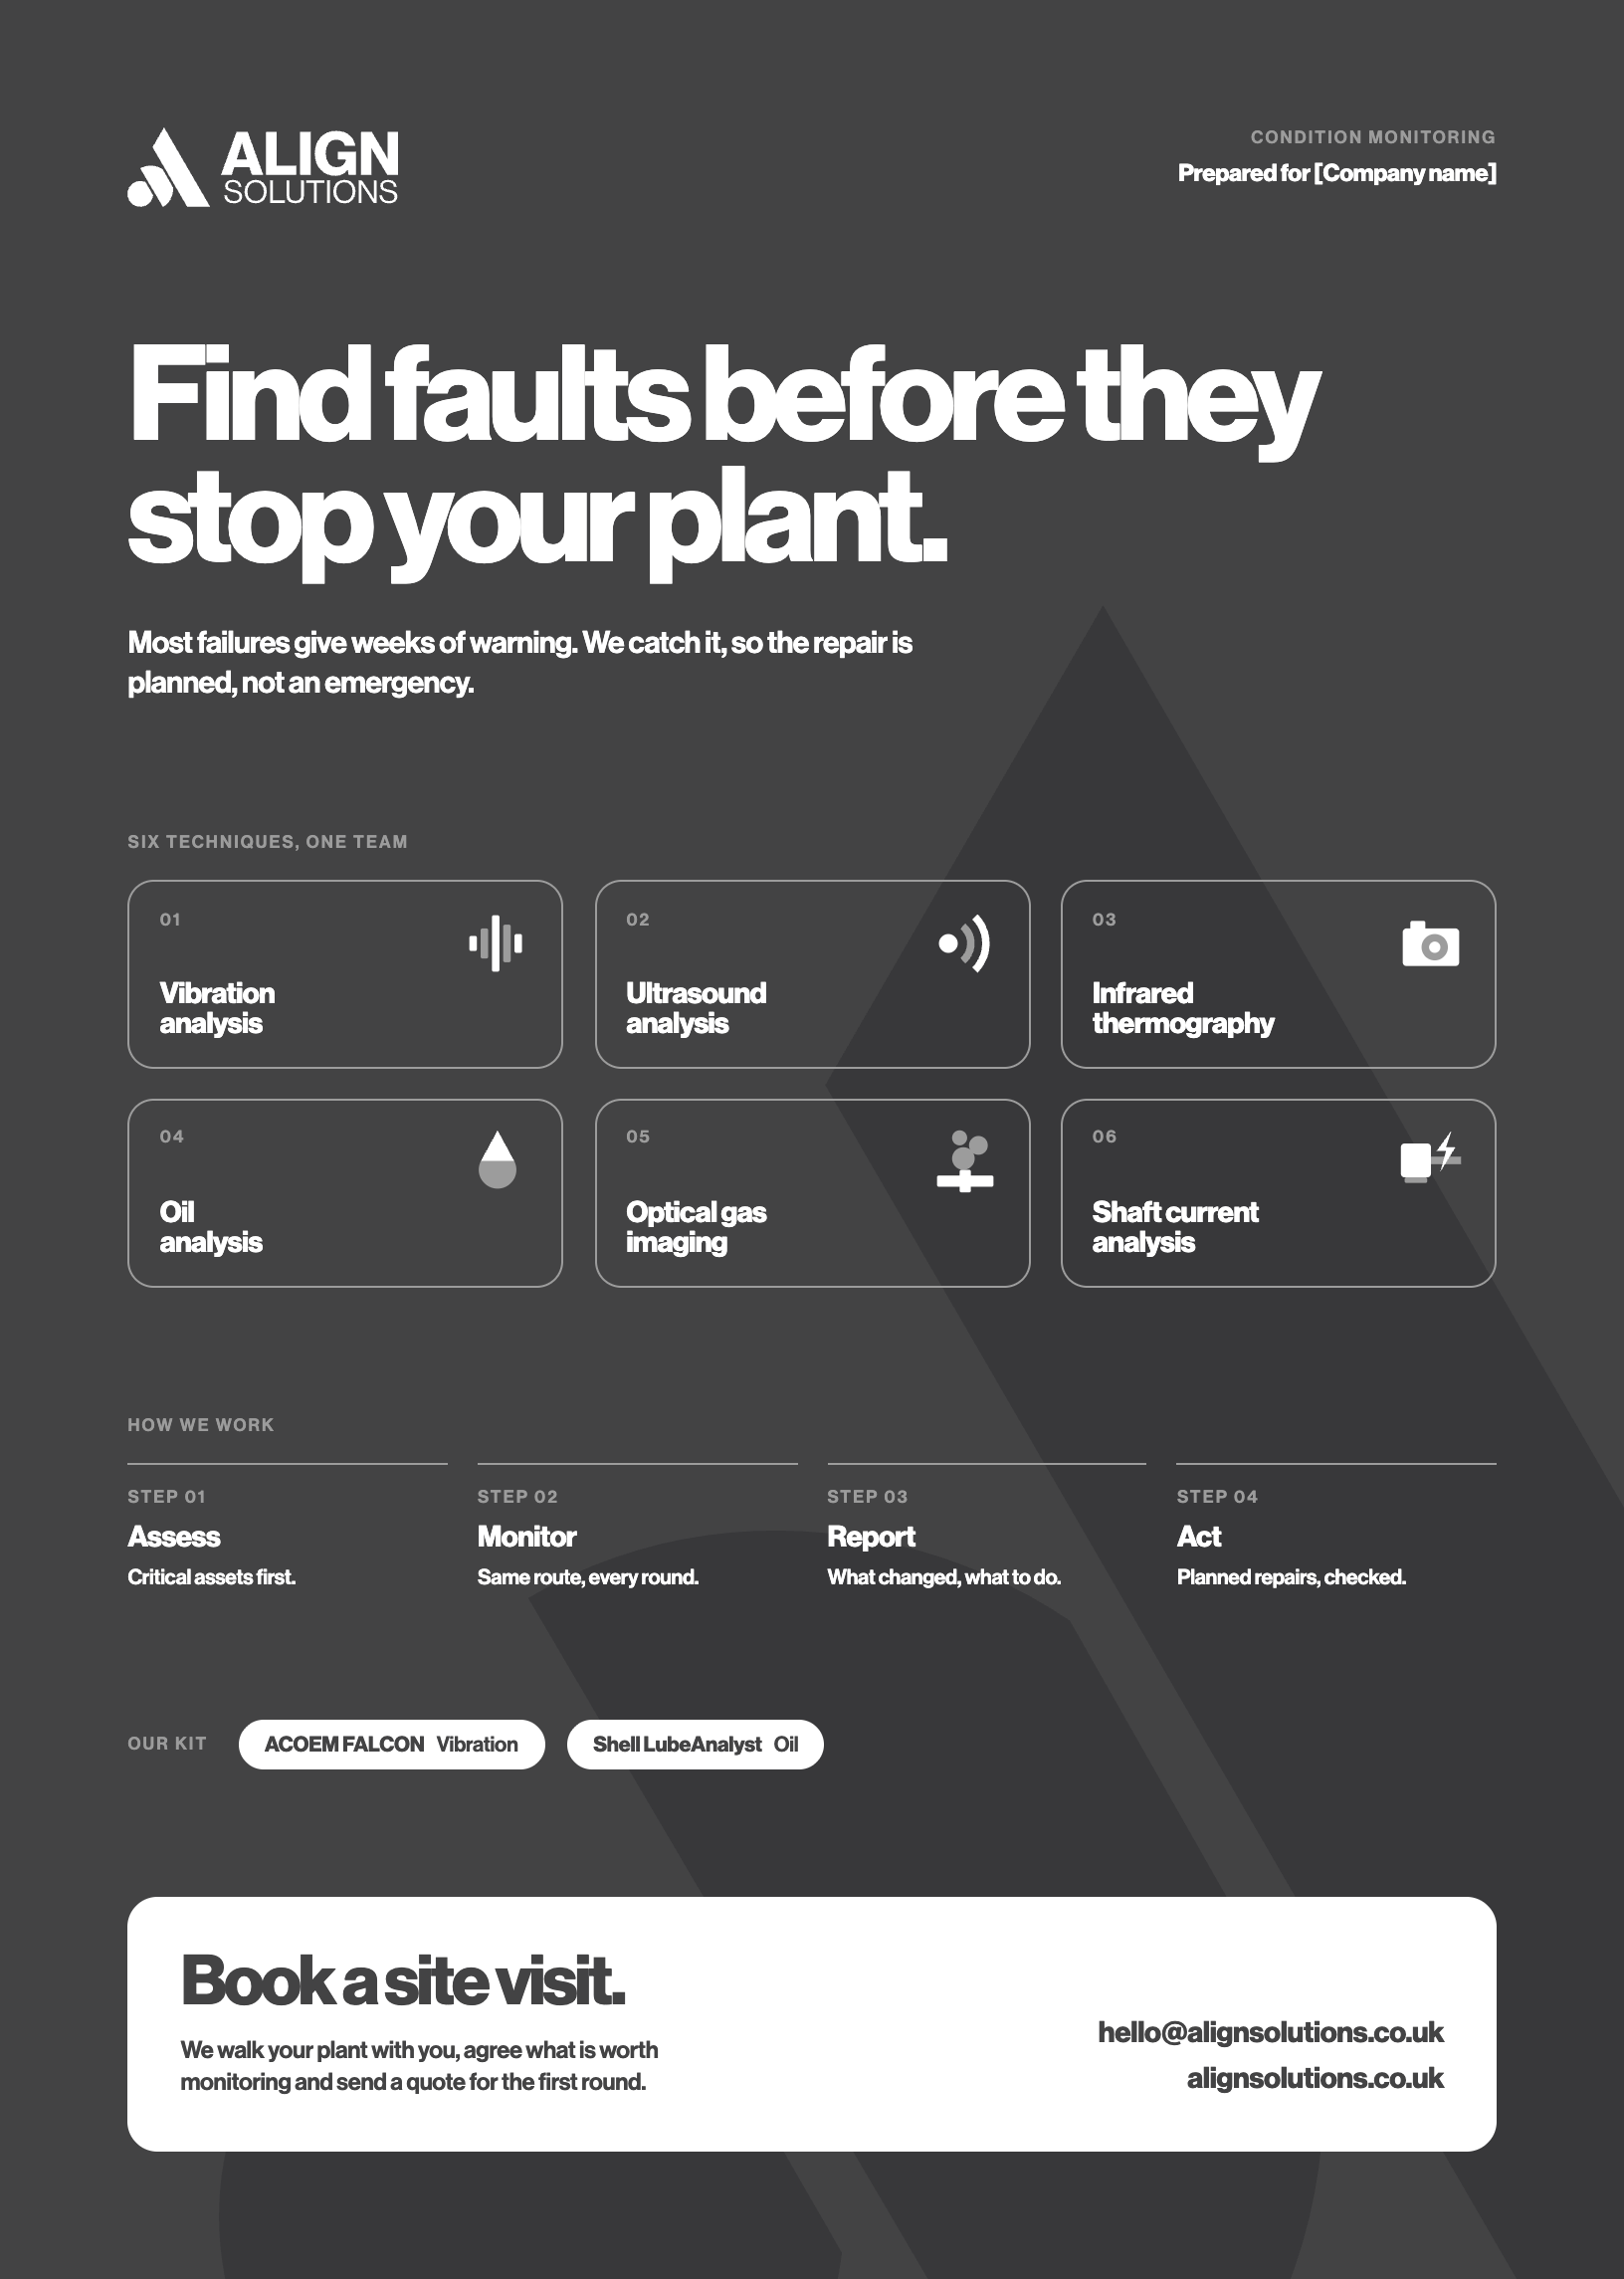 ALIGN
SOLUTIONS
CONDITION MONITORING
Prepared for [Company name]
Find faults before they
stop your plant.
Most failures give weeks of warning. We catch it, so the repair is
planned, not an emergency.
SIX TECHNIQUES, ONE TEAM
01
Vibration
analysis
02
Ultrasound
analysis
03
Infrared
thermography
04
Oil
analysis
05
Optical gas
imaging
06
Shaft current
analysis
HOW WE WORK
STEP 01
Assess
Critical assets first.
STEP 02
Monitor
Same route, every round.
STEP 03
Report
What changed, what to do.
STEP 04
Act
Planned repairs, checked.
OUR KIT
ACOEM FALCON Vibration
Shell LubeAnalyst Oil
Book a site visit.
We walk your plant with you, agree what is worth
monitoring and send a quote for the first round.
hello@alignsolutions.co.uk
alignsolutions.co.uk